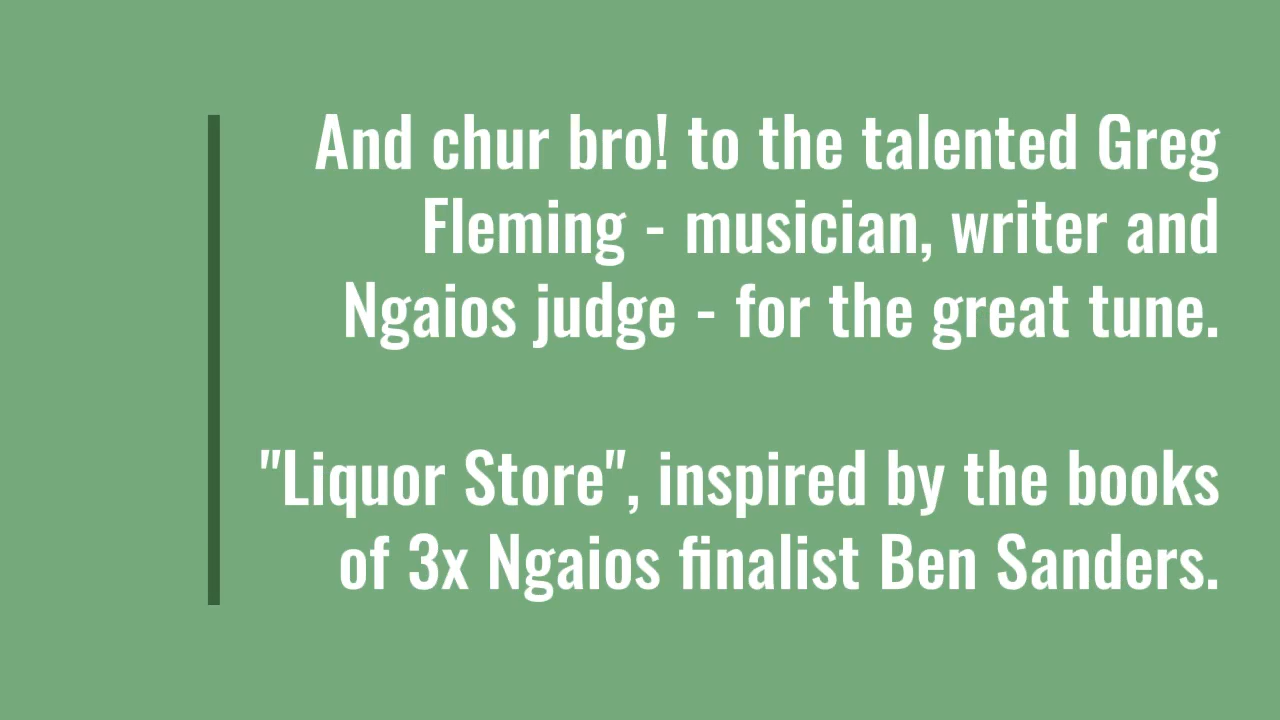 And chur bro! to the talented Greg
Fleming - musician, writer and
Ngaios judge - for the great tune.
"Liquor Store", inspired by the books
of 3x Ngaios finalist Ben Sanders.